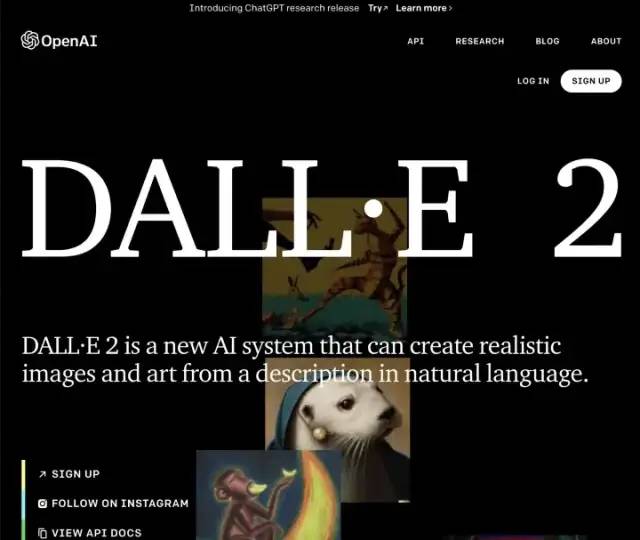 Introducing ChatGPT research release Try↗ Learn more ›
OpenAI
API RESEARCH BLOG ABOUT
LOG IN SIGN UP
DALL·E 2
DALL·E 2 is a new AI system that can create realistic
images and art from a description in natural language.
↗ SIGN UP
FOLLOW ON INSTAGRAM
VIEW API DOCS